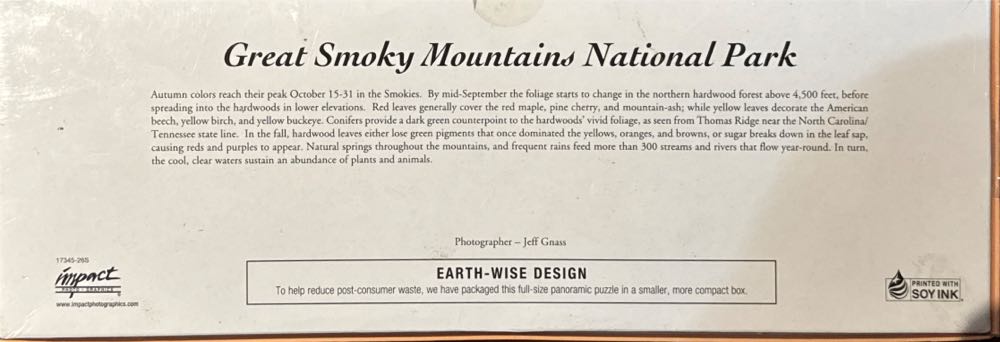 Great Smoky Mountains National Park
Autumn colors reach their peak October 15-31 in the Smokies. By mid-September the foliage starts to change in the northern hardwood forest above 4,500 feet, before
spreading into the hardwoods in lower elevations. Red leaves generally cover the red maple, pine cherry, and mountain-ash; while yellow leaves decorate the American
beech, yellow birch, and yellow buckeye. Conifers provide a dark green counterpoint to the hardwoods' vivid foliage, as seen from Thomas Ridge near the North Carolina/
Tennessee state line. In the fall, hardwood leaves either lose green pigments that once dominated the yellows, oranges, and browns, or sugar breaks down in the leaf sap,
causing reds and purples to appear. Natural springs throughout the mountains, and frequent rains feed more than 300 streams and rivers that flow year-round. In turn,
the cool, clear waters sustain an abundance of plants and animals.
Photographer – Jeff Gnass
17345-26S
impact
PHOTO - GRAPHICS
www.impactphotographics.com
EARTH-WISE DESIGN
To help reduce post-consumer waste, we have packaged this full-size panoramic puzzle in a smaller, more compact box.
PRINTED WITH
SOY INK